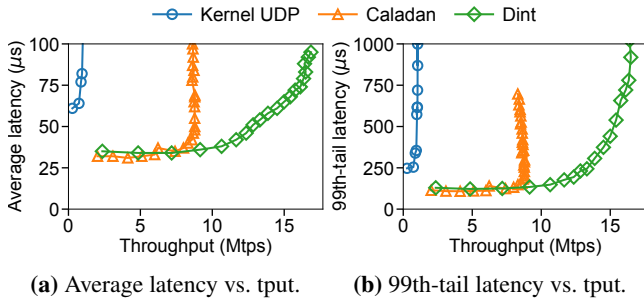 Kernel UDP Caladan Dint
100
75
50
25
0
Average latency (μs)
0 5 10 15
Throughput (Mtps)
1000
750
500
250
0
99th-tail latency (μs)
0 5 10 15
Throughput (Mtps)
(a) Average latency vs. tput. (b) 99th-tail latency vs. tput.